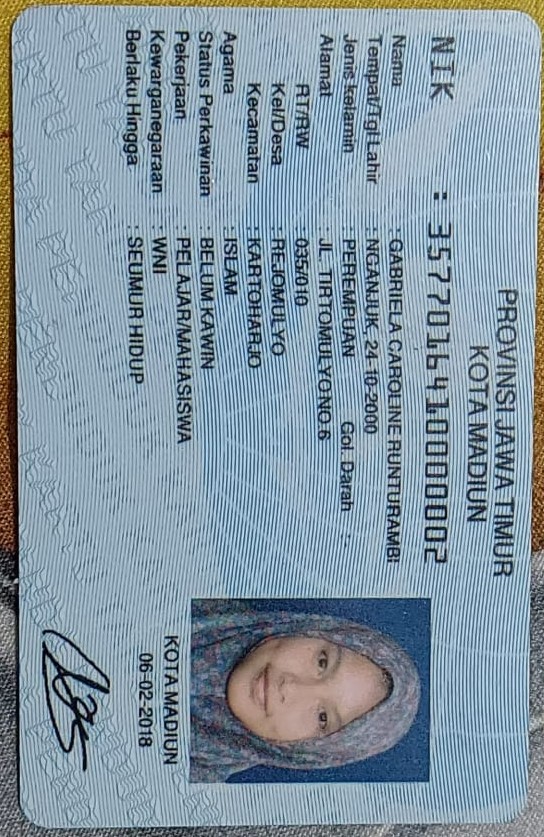 PROVINSI JAWA TIMUR
KOTA MADIUN
NIK : 3577016410000002
Nama : GABRIELA CAROLINE RUNTURAMBI
Tempat/Tgl Lahir : NGANJUK, 24-10-2000
Jenis kelamin : PEREMPUAN Gol. Darah : -
Alamat : JL. TIRTOMULYO NO.6
RT/RW : 035/010
Kel/Desa : REJOMULYO
Kecamatan : KARTOHARJO
Agama : ISLAM
Status Perkawinan : BELUM KAWIN
Pekerjaan : PELAJAR/MAHASISWA
Kewarganegaraan : WNI
Berlaku Hingga : SEUMUR HIDUP
KOTA MADIUN
06-02-2018